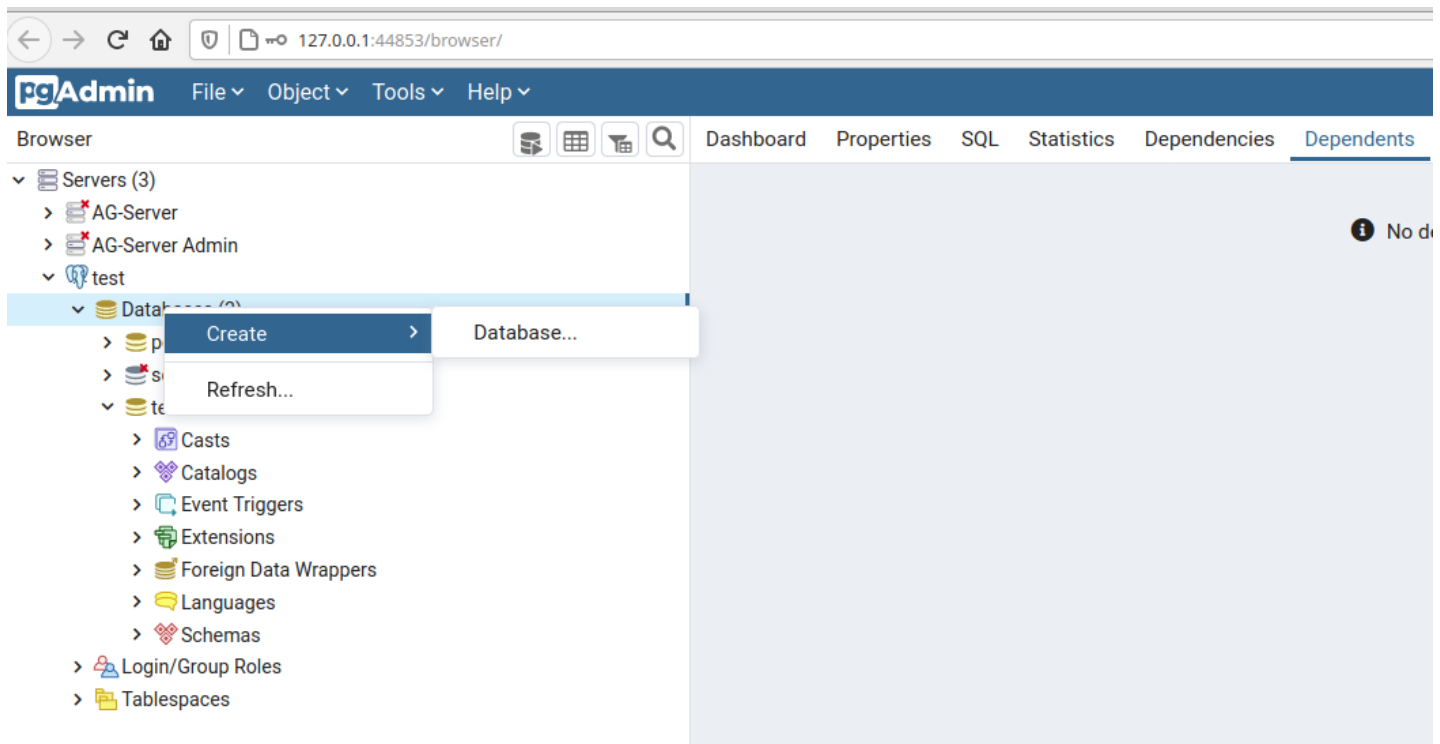 127.0.0.1:44853/browser/
pgAdmin File Object Tools Help
Browser Dashboard Properties SQL Statistics Dependencies Dependents
Servers (3)
AG-Server
No de
AG-Server Admin
test
Create Database...
Refresh...
Casts
Catalogs
Event Triggers
Extensions
Foreign Data Wrappers
Languages
Schemas
Login/Group Roles
Tablespaces